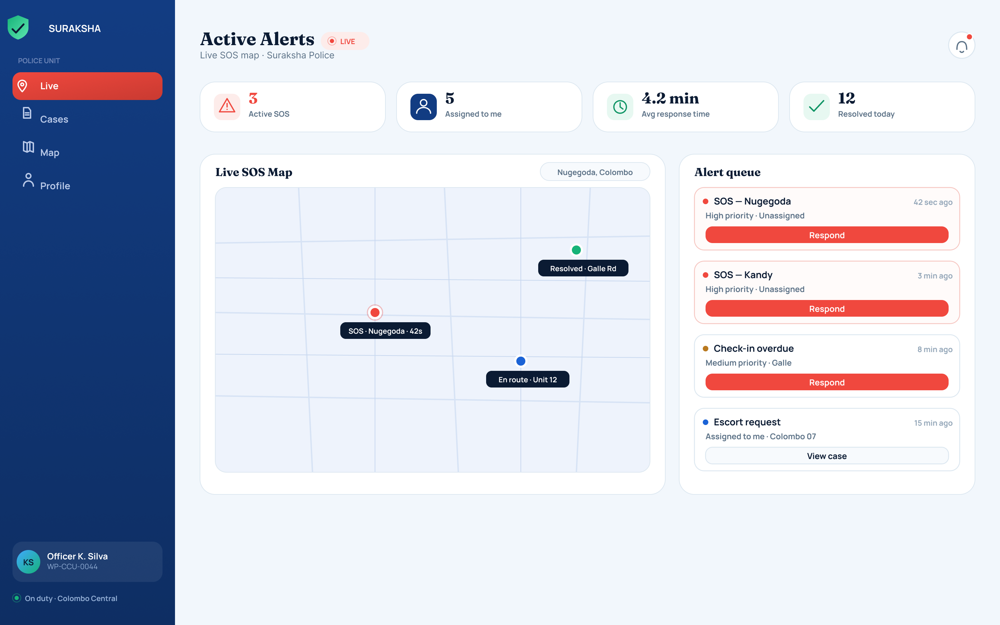 SURAKSHA
POLICE UNIT
Live
Cases
Map
Profile
Officer K. Silva
KS
WP-CCU-0044
On duty · Colombo Central
Active Alerts
LIVE
Live SOS map · Suraksha Police
3
Active SOS
5
Assigned to me
4.2 min
Avg response time
12
Resolved today
Live SOS Map
Nugegoda, Colombo
Resolved · Galle Rd
SOS · Nugegoda · 42s
En route · Unit 12
Alert queue
SOS — Nugegoda
42 sec ago
High priority · Unassigned
Respond
SOS — Kandy
3 min ago
High priority · Unassigned
Respond
Check-in overdue
8 min ago
Medium priority · Galle
Respond
Escort request
15 min ago
Assigned to me · Colombo 07
View case